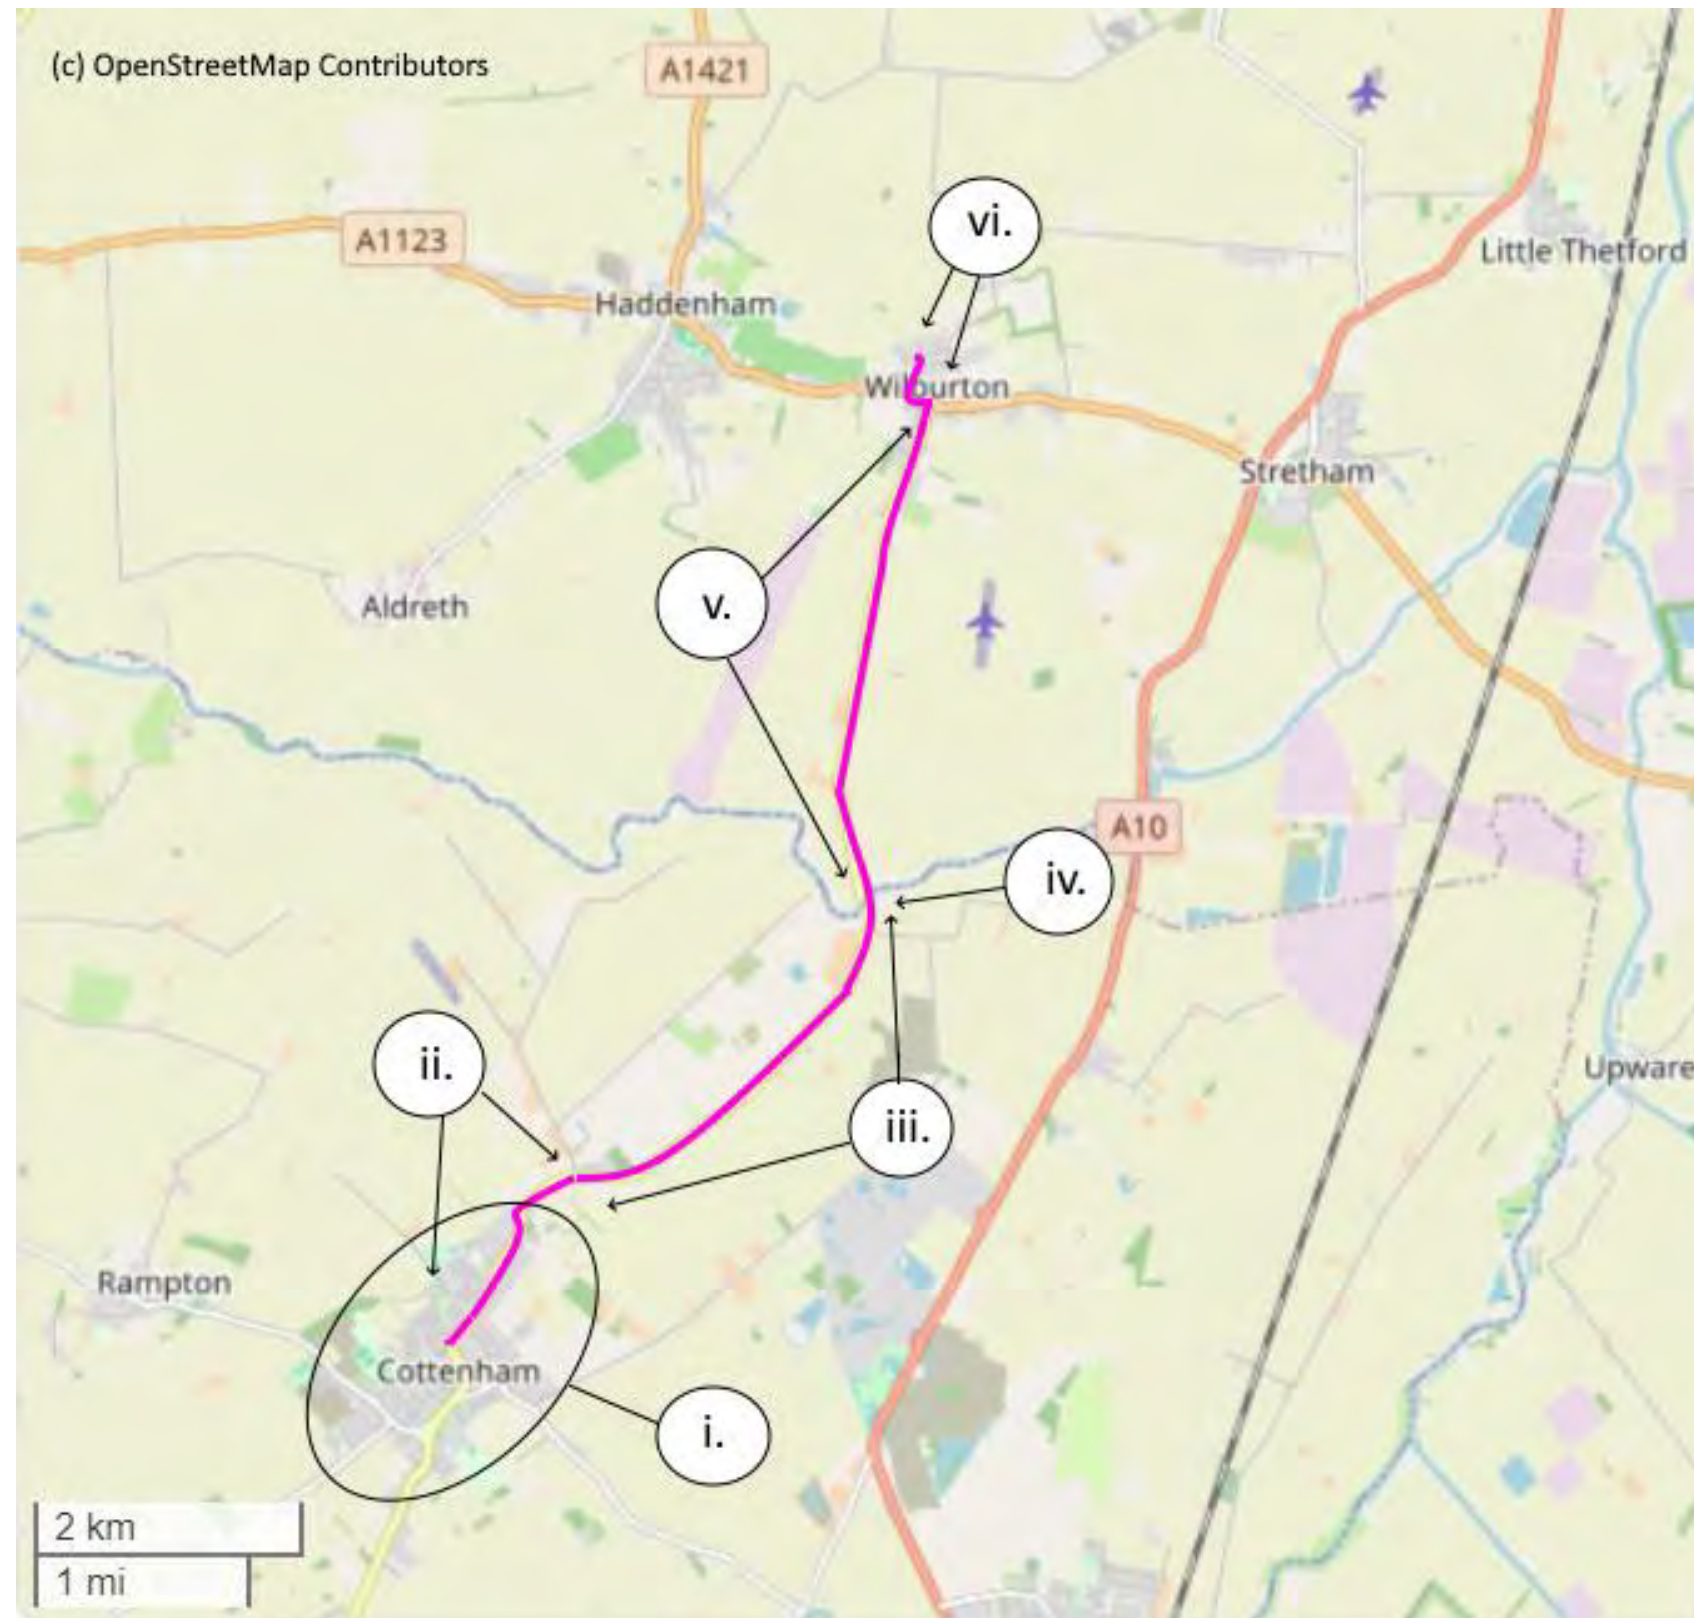 (c) OpenStreetMap Contributors
A1421
vi.
A1123
Little Thetford
Haddenham
Wilburton
Stretham
v.
Aldreth
A10
iv.
ii.
Upware
iii.
Rampton
Cottenham
i.
2 km
1 mi